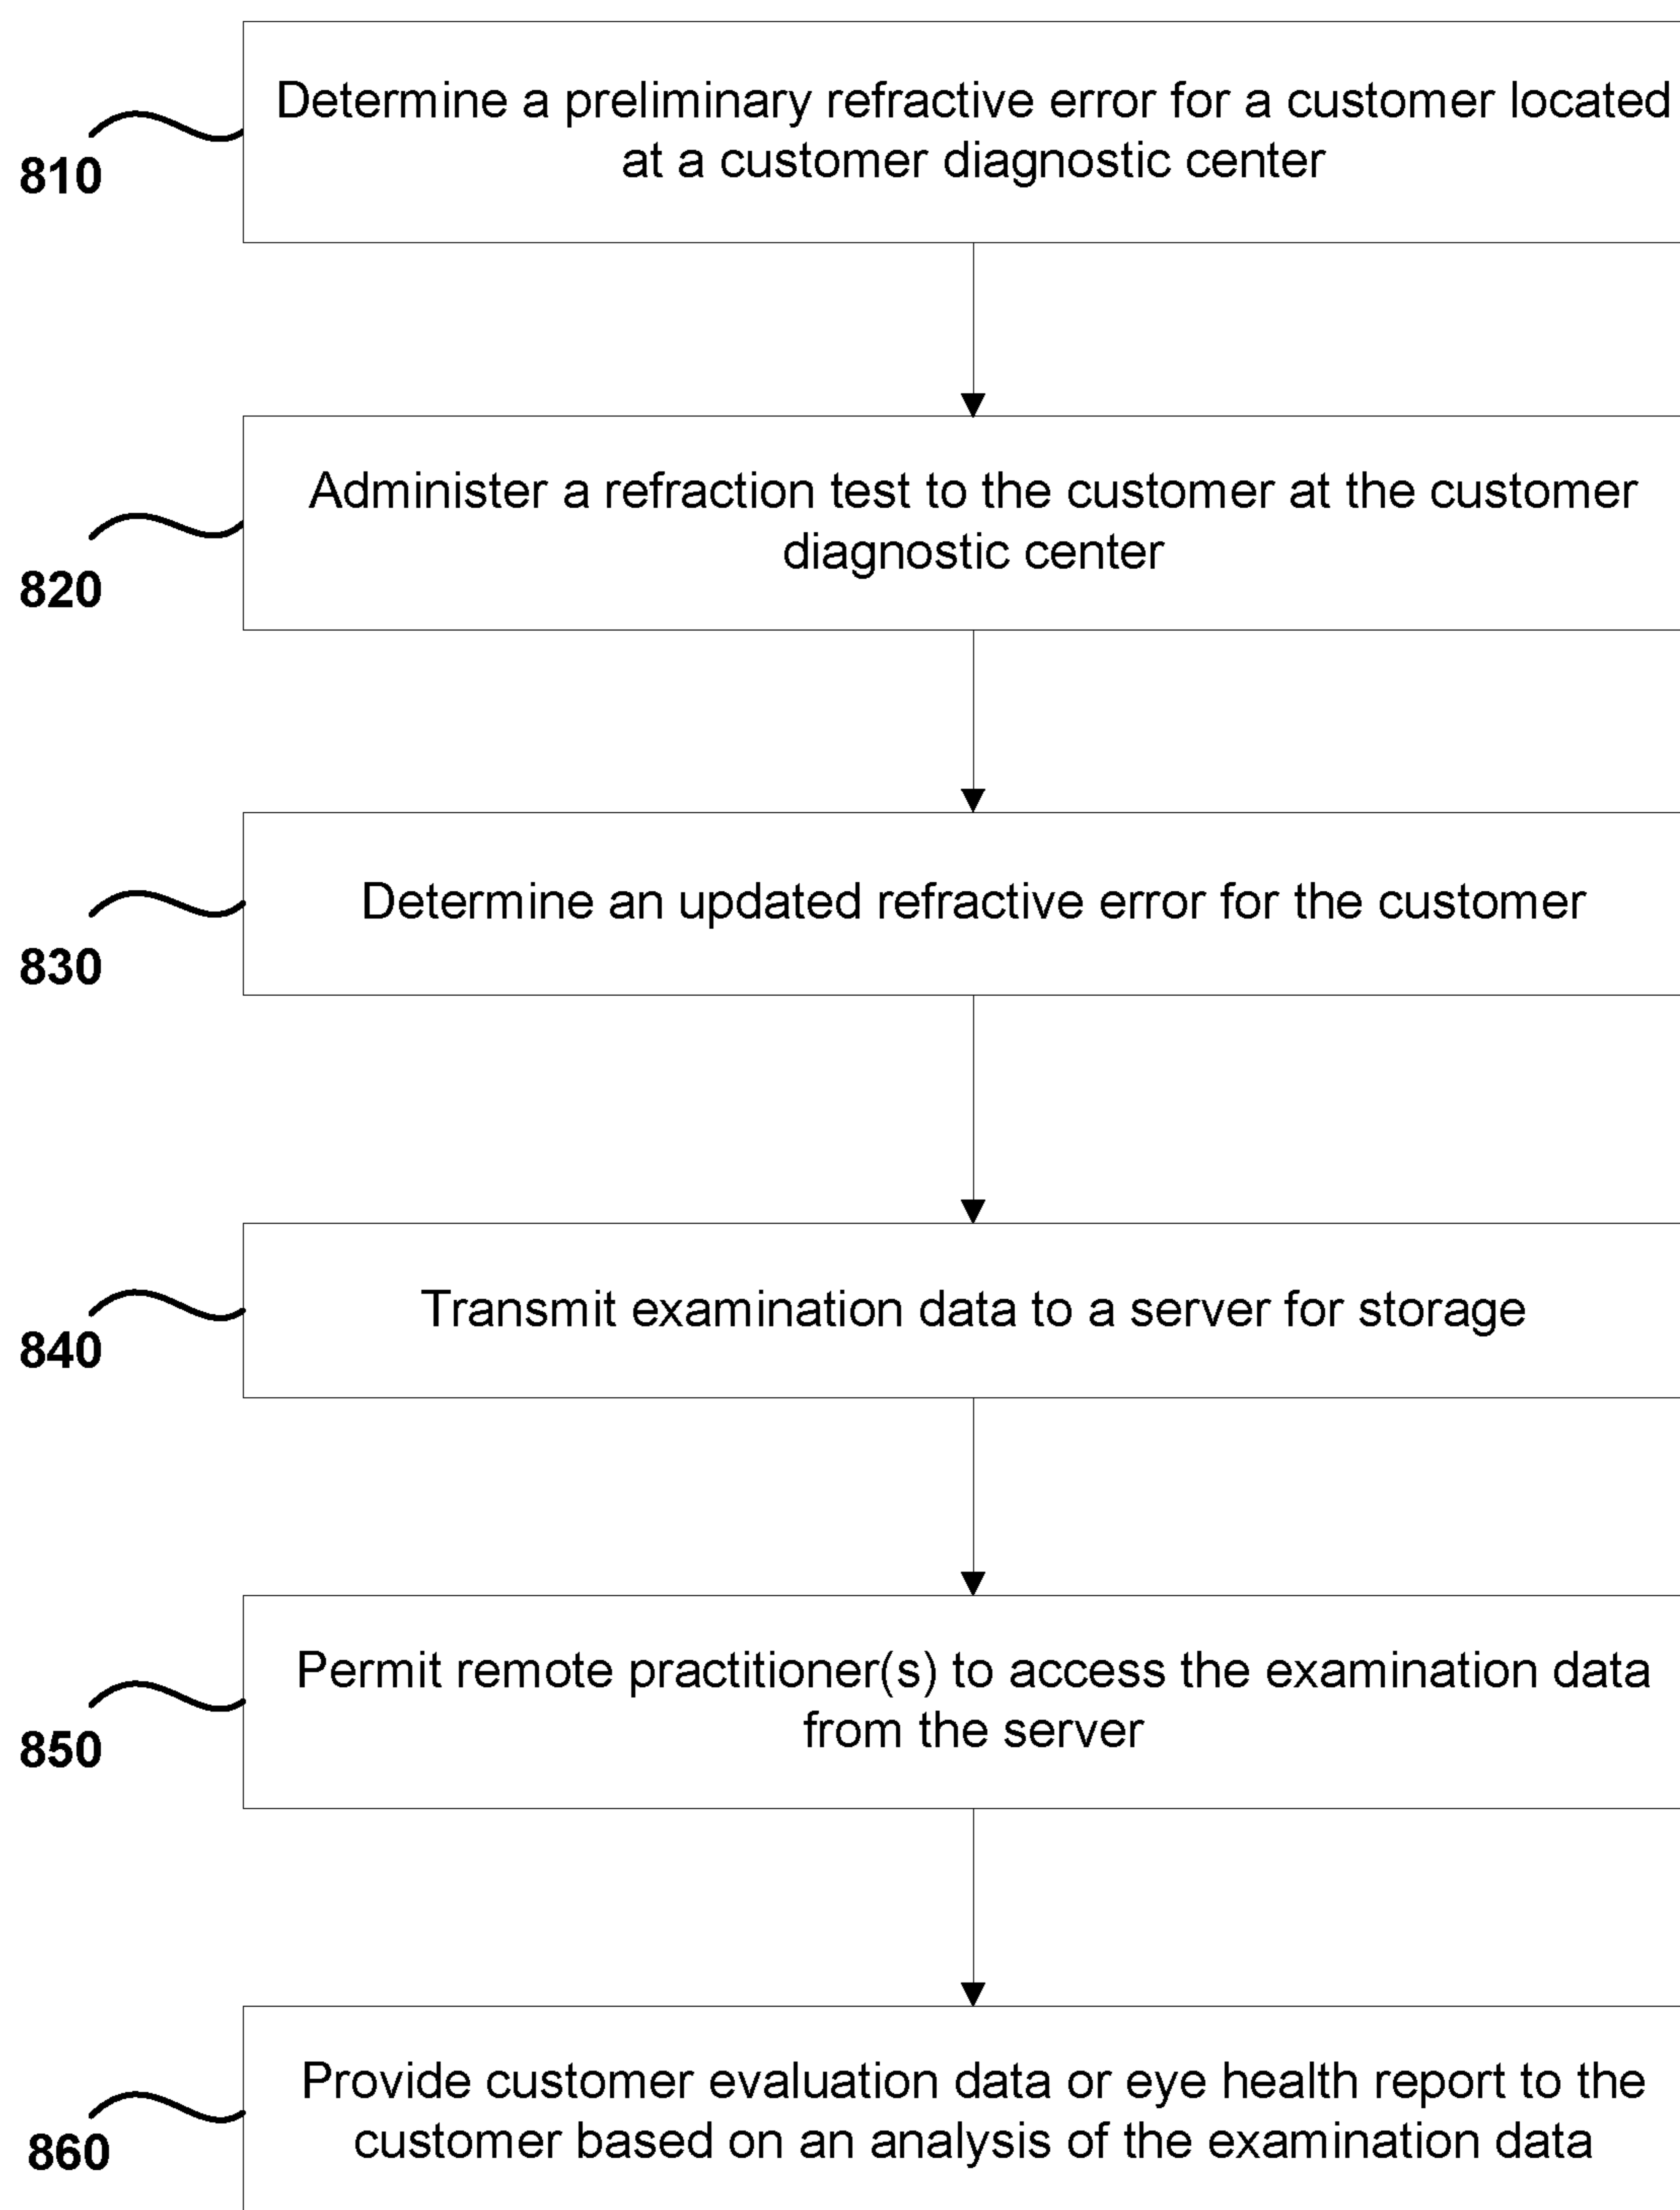 Determine a preliminary refractive error for a customer located
at a customer diagnostic center
810
Administer a refraction test to the customer at the customer
diagnostic center
820
Determine an updated refractive error for the customer
830
Transmit examination data to a server for storage
840
Permit remote practitioner(s) to access the examination data
from the server
850
Provide customer evaluation data or eye health report to the
customer based on an analysis of the examination data
860